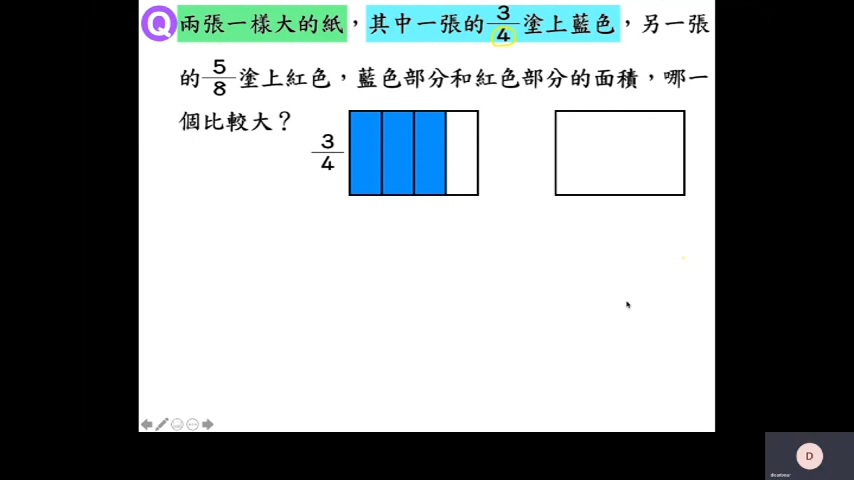 Q 兩張一樣大的紙，其中一張的 3/4 塗上藍色，另一張
的 5/8 塗上紅色，藍色部分和紅色部分的面積，哪一
個比較大？
3/4
D